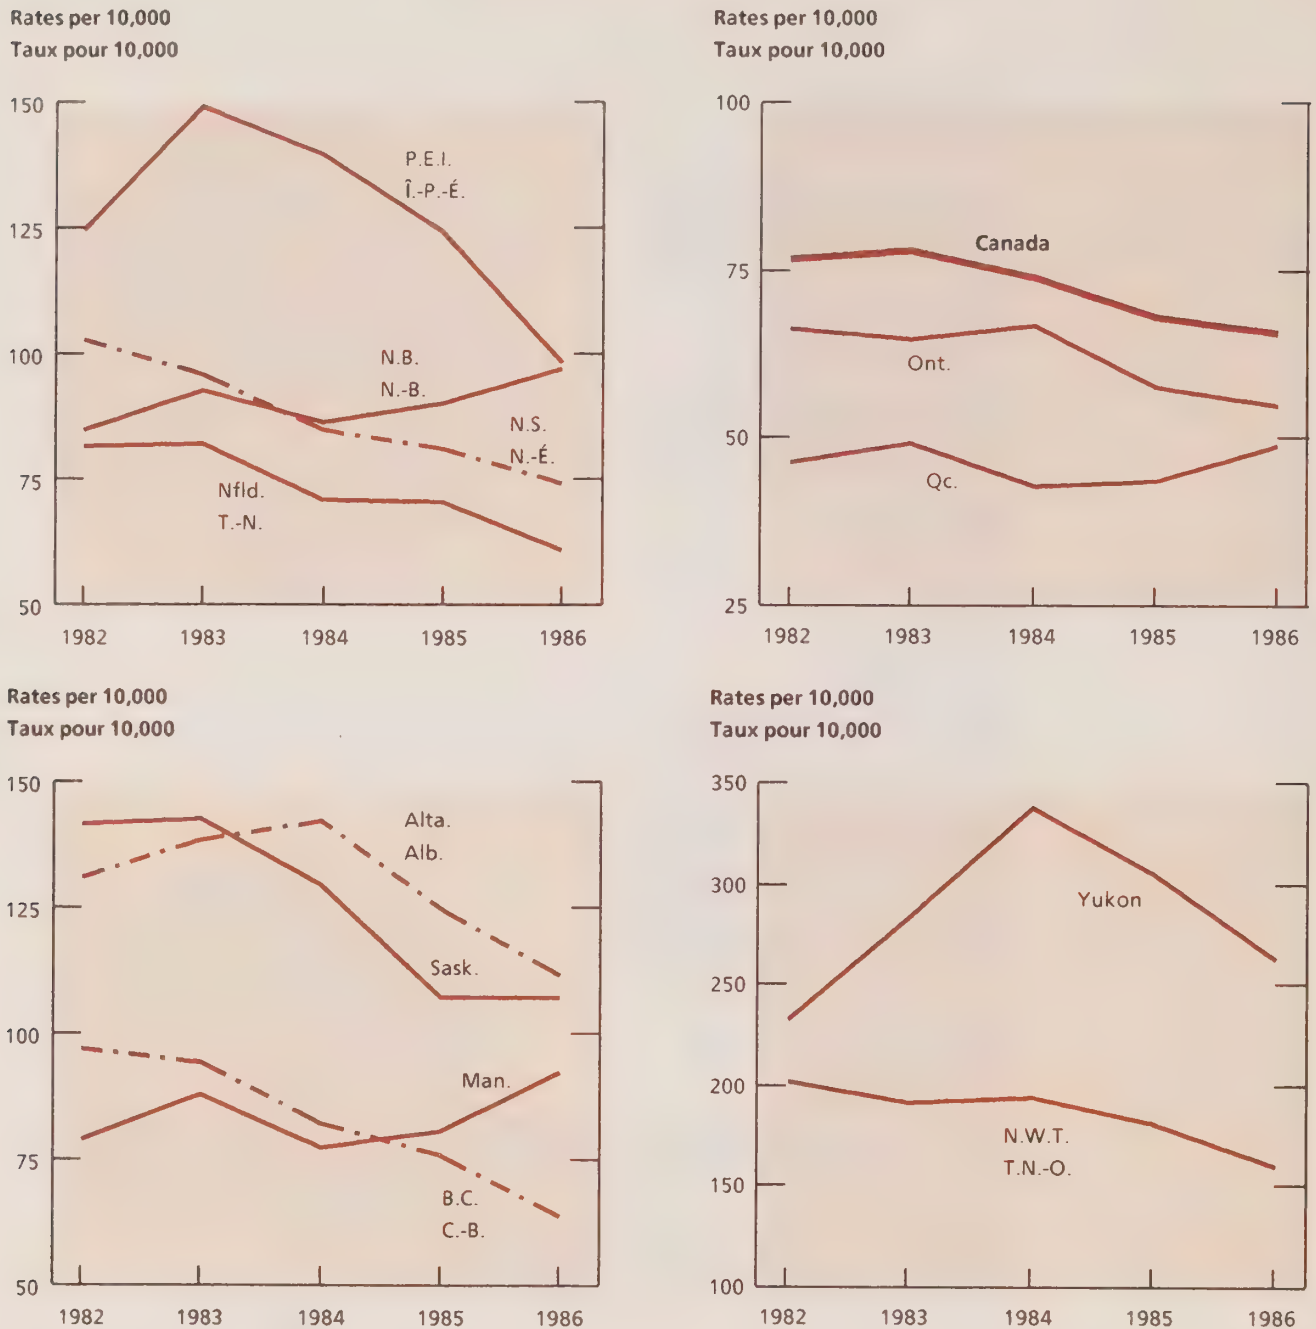 Rates per 10,000
Taux pour 10,000
150
125
100
75
50
P.E.I.
Î.-P.-É.
N.B.
N.-B.
N.S.
N.-É.
Nfld.
T.-N.
1982 1983 1984 1985 1986
Rates per 10,000
Taux pour 10,000
100
75
50
25
Canada
Ont.
Qc.
1982 1983 1984 1985 1986
Rates per 10,000
Taux pour 10,000
150
125
100
75
50
Alta.
Alb.
Sask.
Man.
B.C.
C.-B.
1982 1983 1984 1985 1986
Rates per 10,000
Taux pour 10,000
350
300
250
200
150
100
Yukon
N.W.T.
T.N.-O.
1982 1983 1984 1985 1986